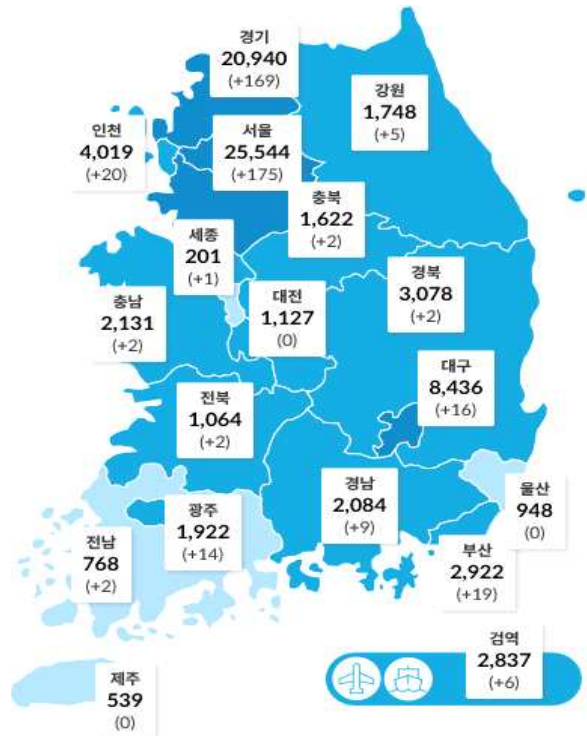 경기
20,940
(+169)
강원
1,748
(+5)
인천
4,019
(+20)
서울
25,544
(+175)
충북
1,622
(+2)
세종
201
(+1)
경북
3,078
(+2)
충남
2,131
(+2)
대전
1,127
(0)
대구
8,436
(+16)
전북
1,064
(+2)
경남
2,084
(+9)
울산
948
(0)
광주
1,922
(+14)
전남
768
(+2)
부산
2,922
(+19)
검역
2,837
(+6)
제주
539
(0)